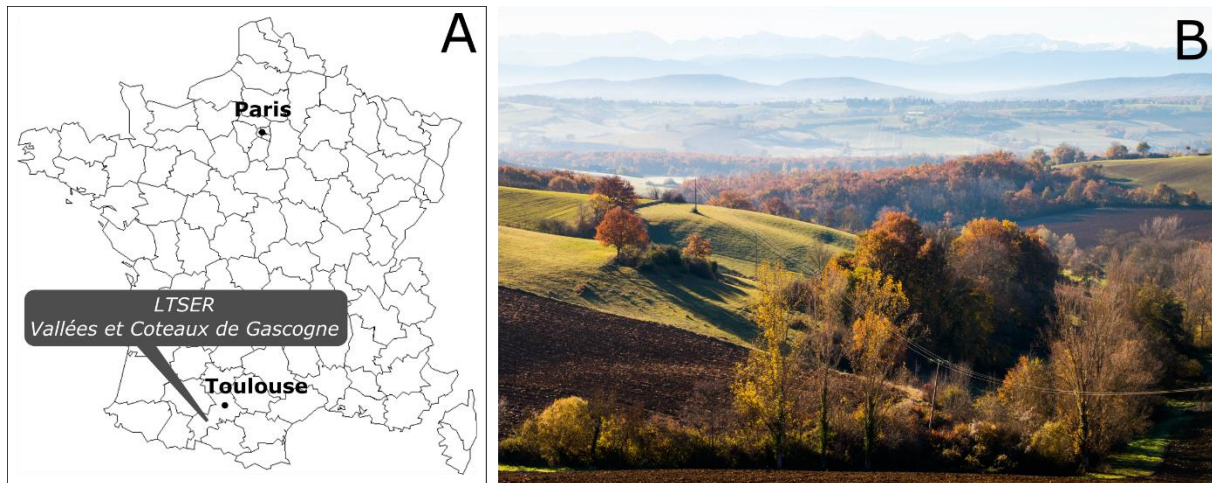 A
Paris
LTSER
Vallées et Coteaux de Gascogne
Toulouse
B